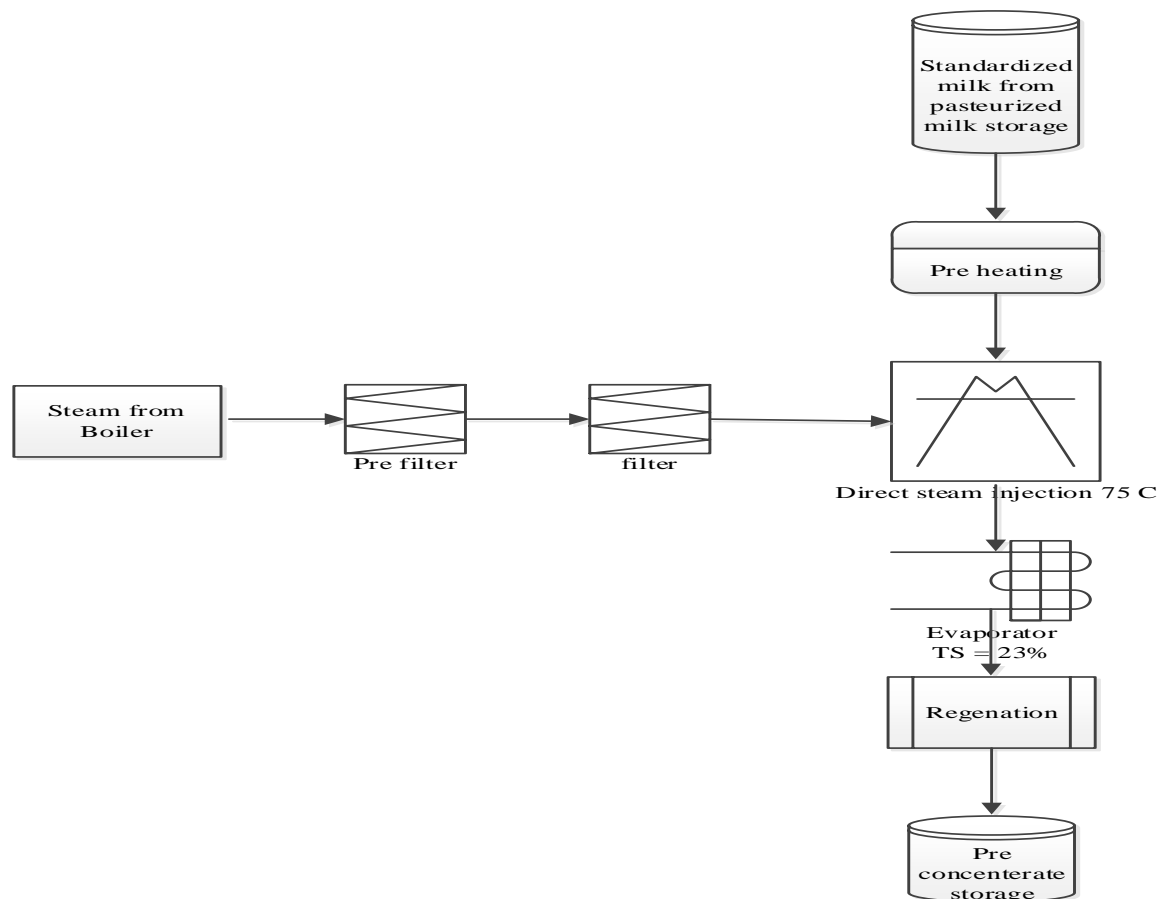 Standardized
milk from
pasteurized
milk storage
Pre heating
Steam from
Boiler
Pre filter
filter
Direct steam injection 75 C
Evaporator
TS = 23%
Regenation
Pre
concenterate
storage